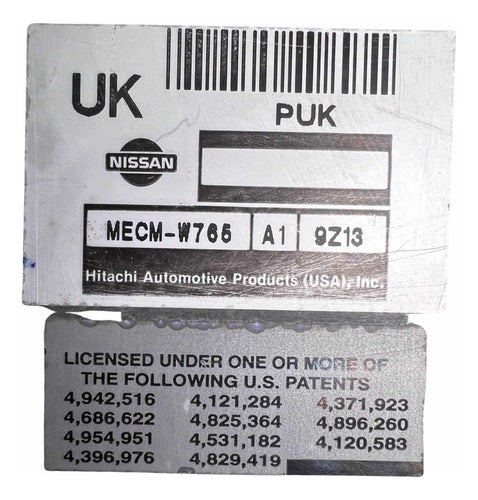 UK
PUK
NISSAN
MECM-W765 A1 9Z13
Hitachi Automotive Products (USA), Inc.
LICENSED UNDER ONE OR MORE OF
THE FOLLOWING U.S. PATENTS
4,942,516 4,121,284 4,371,923
4,686,622 4,825,364 4,896,260
4,954,951 4,531,182 4,120,583
4,396,976 4,829,419